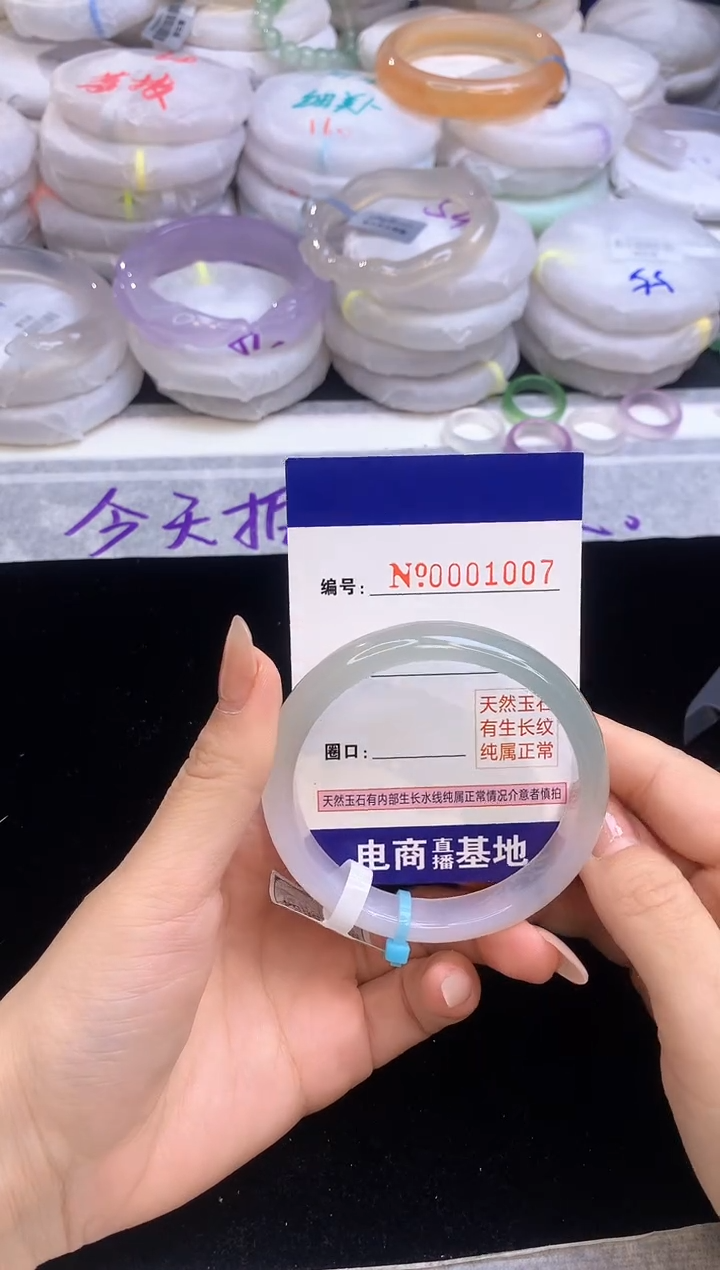 54
55
今天
编号: №0001007
天然玉石
有生长纹
纯属正常
圈口:
天然玉石有内部生长水线纯属正常情况介意者慎拍
电商直播基地